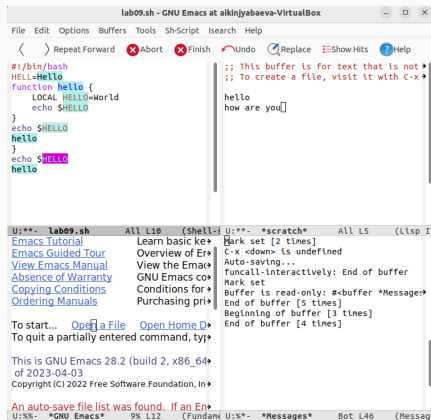 lab09.sh - GNU Emacs at aikinjyabaeva-VirtualBox
File Edit Options Buffers Tools Sh-Script Isearch Help
Repeat Forward Abort Finish Undo Replace Show Hits Help
#!/bin/bash
HELL=Hello
function hello {
    LOCAL HELLO=World
    echo $HELLO
}
echo $HELLO
hello
}
echo $HELLO
hello
U:**- lab09.sh All L10 (Shell-s
;; This buffer is for text that is not
;; To create a file, visit it with C-x
hello
how are you
U:**- *scratch* All L5 (Lisp I
Emacs Tutorial Learn basic ke
Emacs Guided Tour Overview of Er
View Emacs Manual View the Emac
Absence of Warranty GNU Emacs co
Copying Conditions Conditions for
Ordering Manuals Purchasing pri
To start... Open a File Open Home D
To quit a partially entered command, typ
This is GNU Emacs 28.2 (build 2, x86_64
of 2023-04-03
Copyright (C) 2022 Free Software Foundation, In
An auto-save file list was found. If an En
U:%%- *GNU Emacs* 9% L12 (Fundame
Mark set [2 times]
C-x <down> is undefined
Auto-saving...
funcall-interactively: End of buffer
Mark set
Buffer is read-only: #<buffer *Message
End of buffer [5 times]
Beginning of buffer [3 times]
End of buffer [4 times]
U:%*- *Messages* Bot L46 (Messag